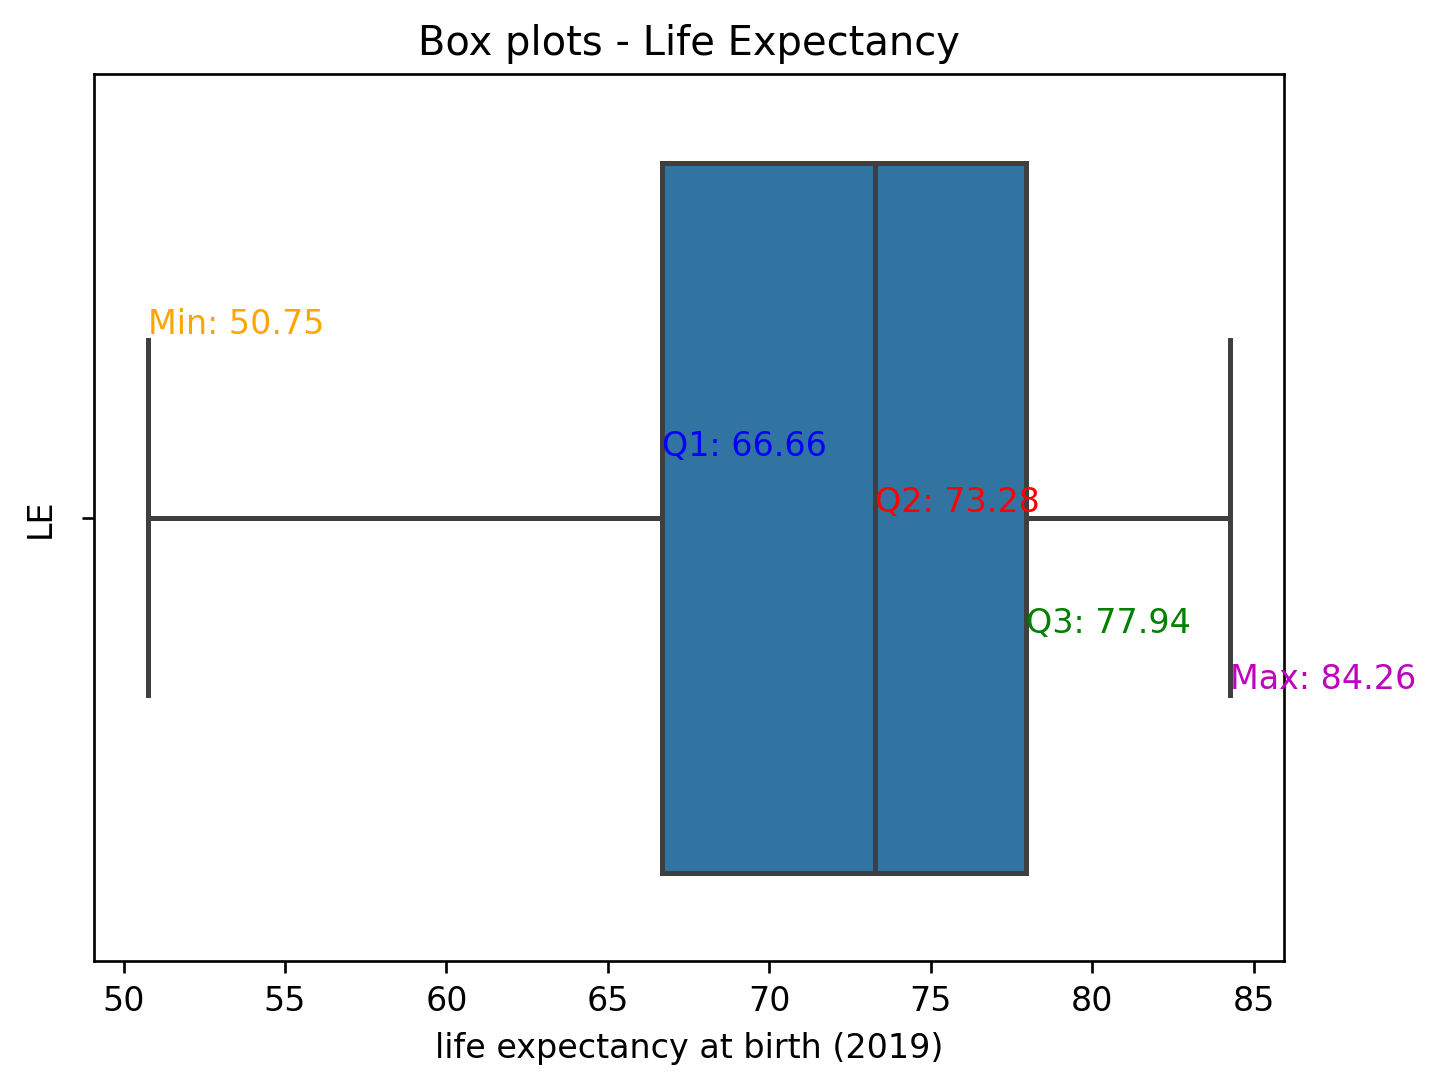 Box plots - Life Expectancy
Min: 50.75
Q1: 66.66
Q2: 73.28
LE
Q3: 77.94
Max: 84.26
50 55 60 65 70 75 80 85
life expectancy at birth (2019)